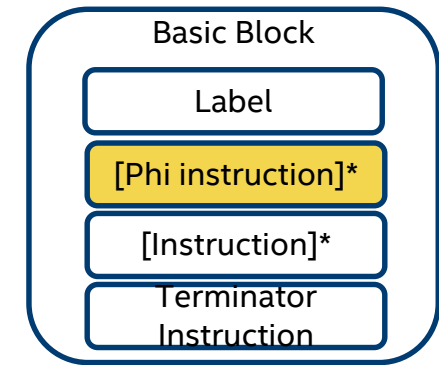 Basic Block
Label
[Phi instruction]*
[Instruction]*
Terminator
Instruction